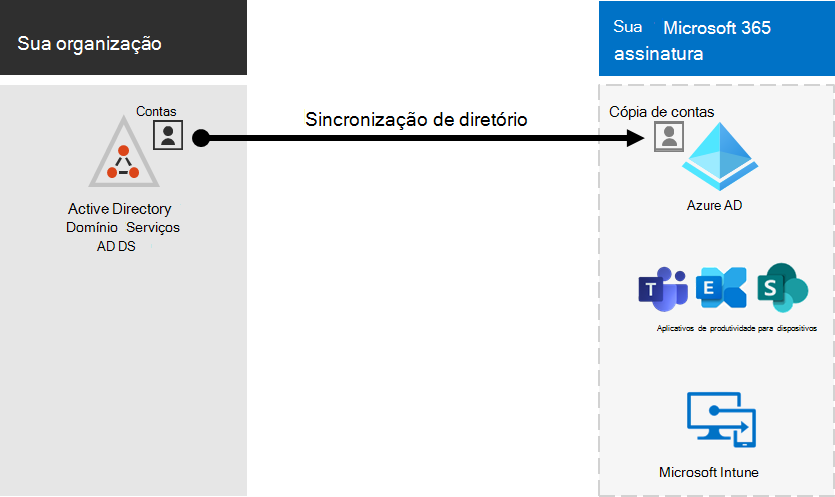 Sua organização
Sua Microsoft 365
assinatura
Contas
Sincronização de diretório
Cópia de contas
Active Directory
Domínio Serviços
AD DS
Azure AD
T E S
Aplicativos de produtividade para dispositivos
Microsoft Intune